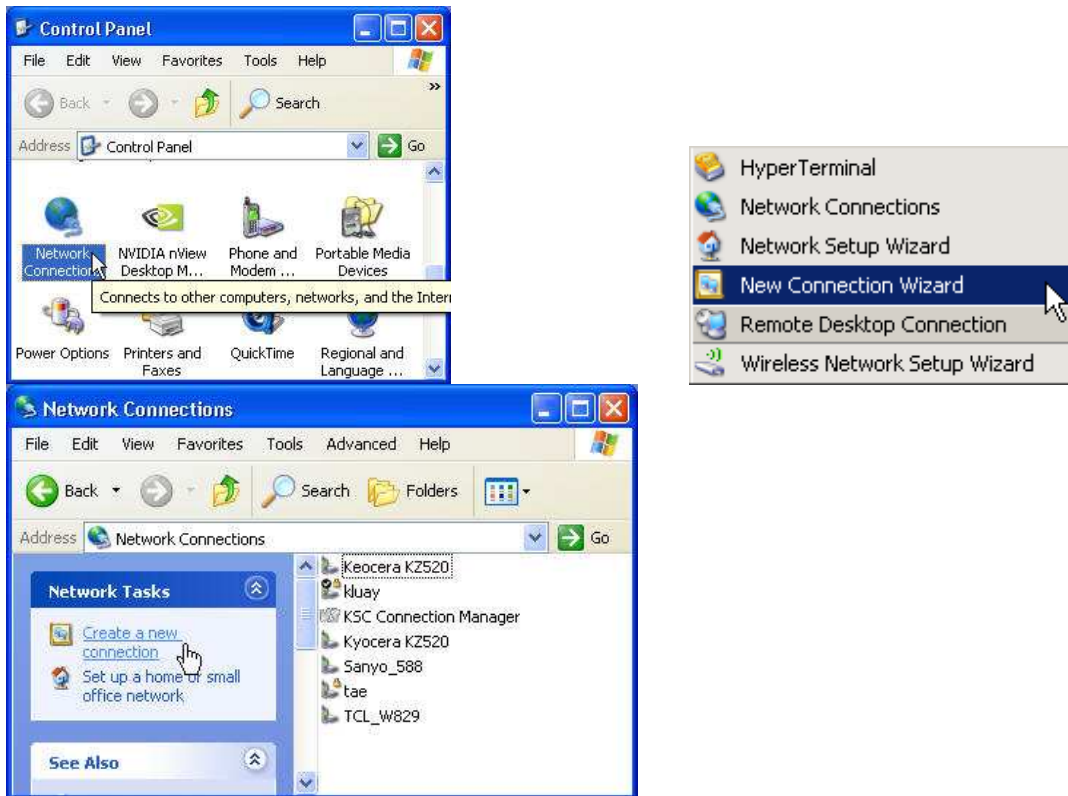 Control Panel
File Edit View Favorites Tools Help
Back Search
Address Control Panel Go
Network Connections
NVIDIA nView Desktop M...
Phone and Modem ...
Portable Media Devices
Connects to other computers, networks, and the Inter
Power Options
Printers and Faxes
QuickTime
Regional and Language ...
HyperTerminal
Network Connections
Network Setup Wizard
New Connection Wizard
Remote Desktop Connection
Wireless Network Setup Wizard
Network Connections
File Edit View Favorites Tools Advanced Help
Back Search Folders
Address Network Connections Go
Network Tasks
Create a new
connection
Set up a home or small
office network
See Also
Keocera KZ520
kluay
KSC Connection Manager
Kyocera KZ520
Sanyo_588
tae
TCL_W829